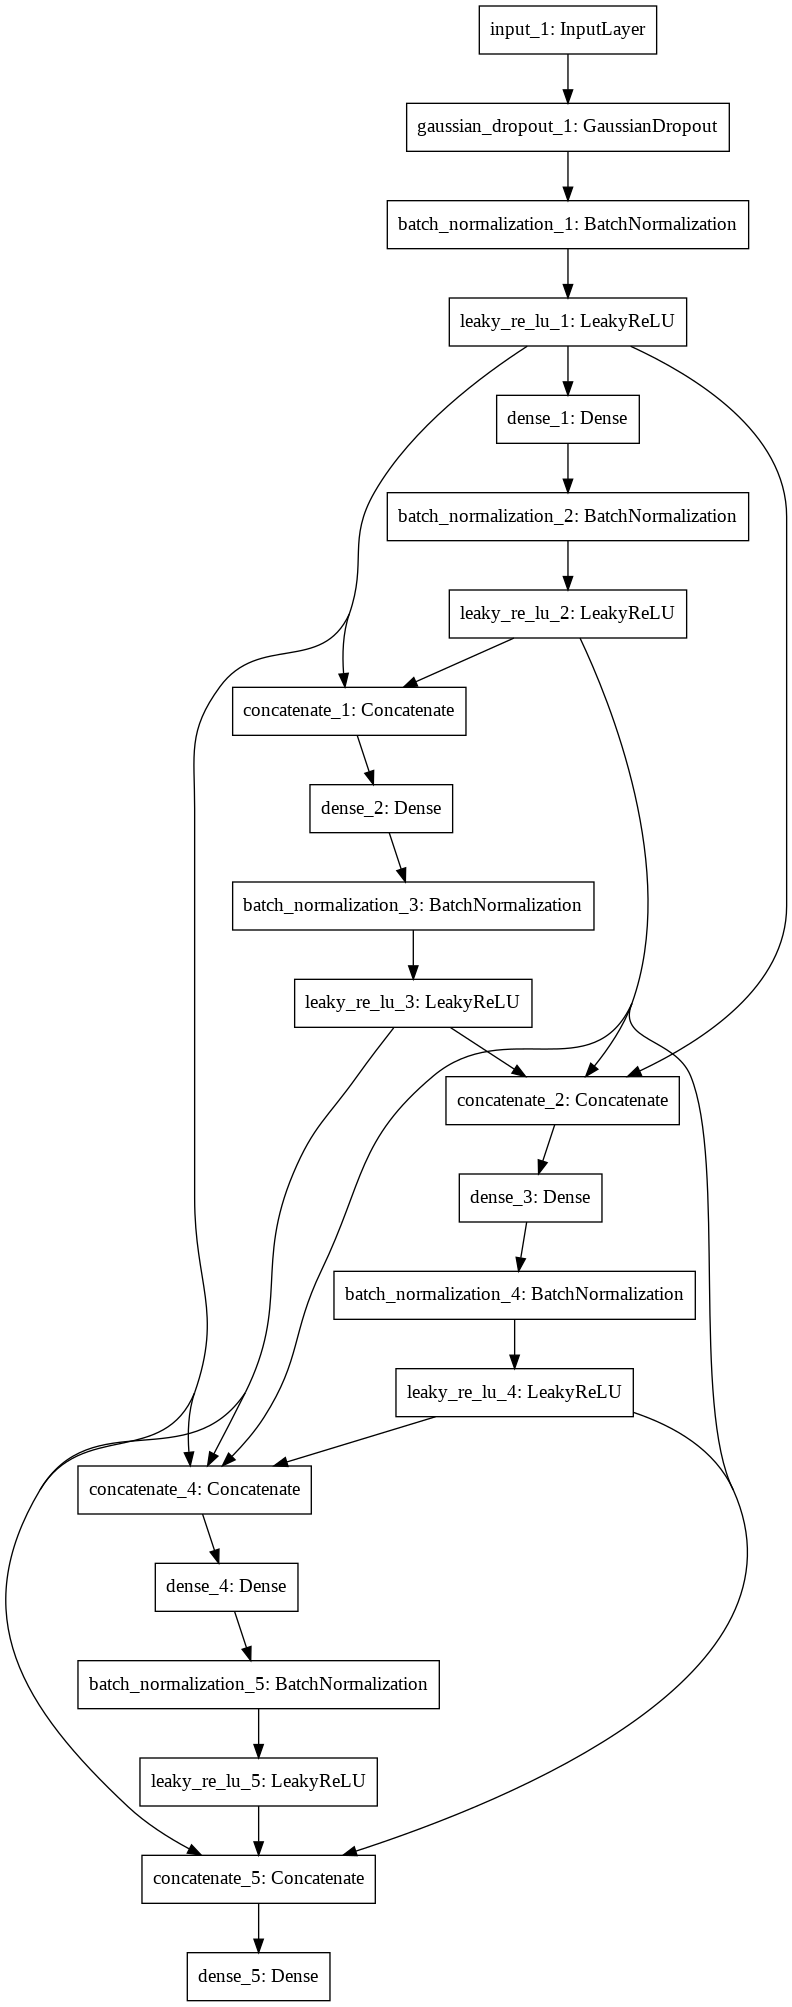 input_1: InputLayer
gaussian_dropout_1: GaussianDropout
batch_normalization_1: BatchNormalization
leaky_re_lu_1: LeakyReLU
dense_1: Dense
batch_normalization_2: BatchNormalization
leaky_re_lu_2: LeakyReLU
concatenate_1: Concatenate
dense_2: Dense
batch_normalization_3: BatchNormalization
leaky_re_lu_3: LeakyReLU
concatenate_2: Concatenate
dense_3: Dense
batch_normalization_4: BatchNormalization
leaky_re_lu_4: LeakyReLU
concatenate_4: Concatenate
dense_4: Dense
batch_normalization_5: BatchNormalization
leaky_re_lu_5: LeakyReLU
concatenate_5: Concatenate
dense_5: Dense